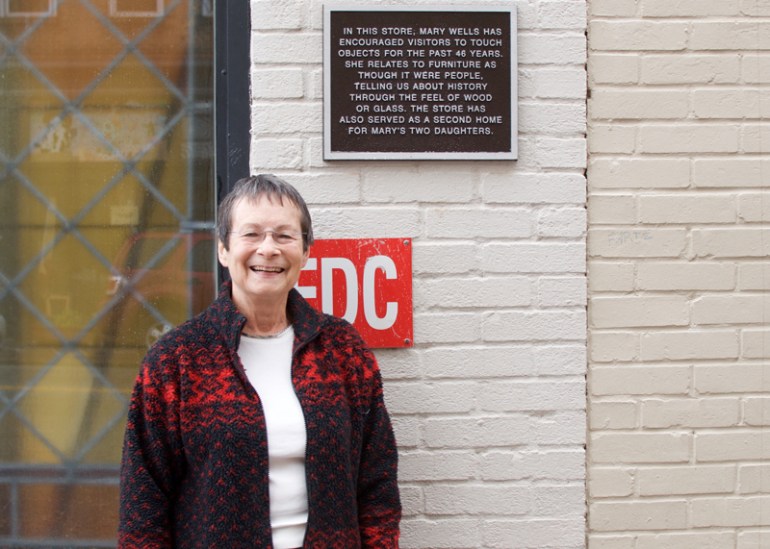 IN THIS STORE, MARY WELLS HAS
ENCOURAGED VISITORS TO TOUCH
OBJECTS FOR THE PAST 46 YEARS.
SHE RELATES TO FURNITURE AS
THOUGH IT WERE PEOPLE,
TELLING US ABOUT HISTORY
THROUGH THE FEEL OF WOOD
OR GLASS. THE STORE HAS
ALSO SERVED AS A SECOND HOME
FOR MARY'S TWO DAUGHTERS.
FDC